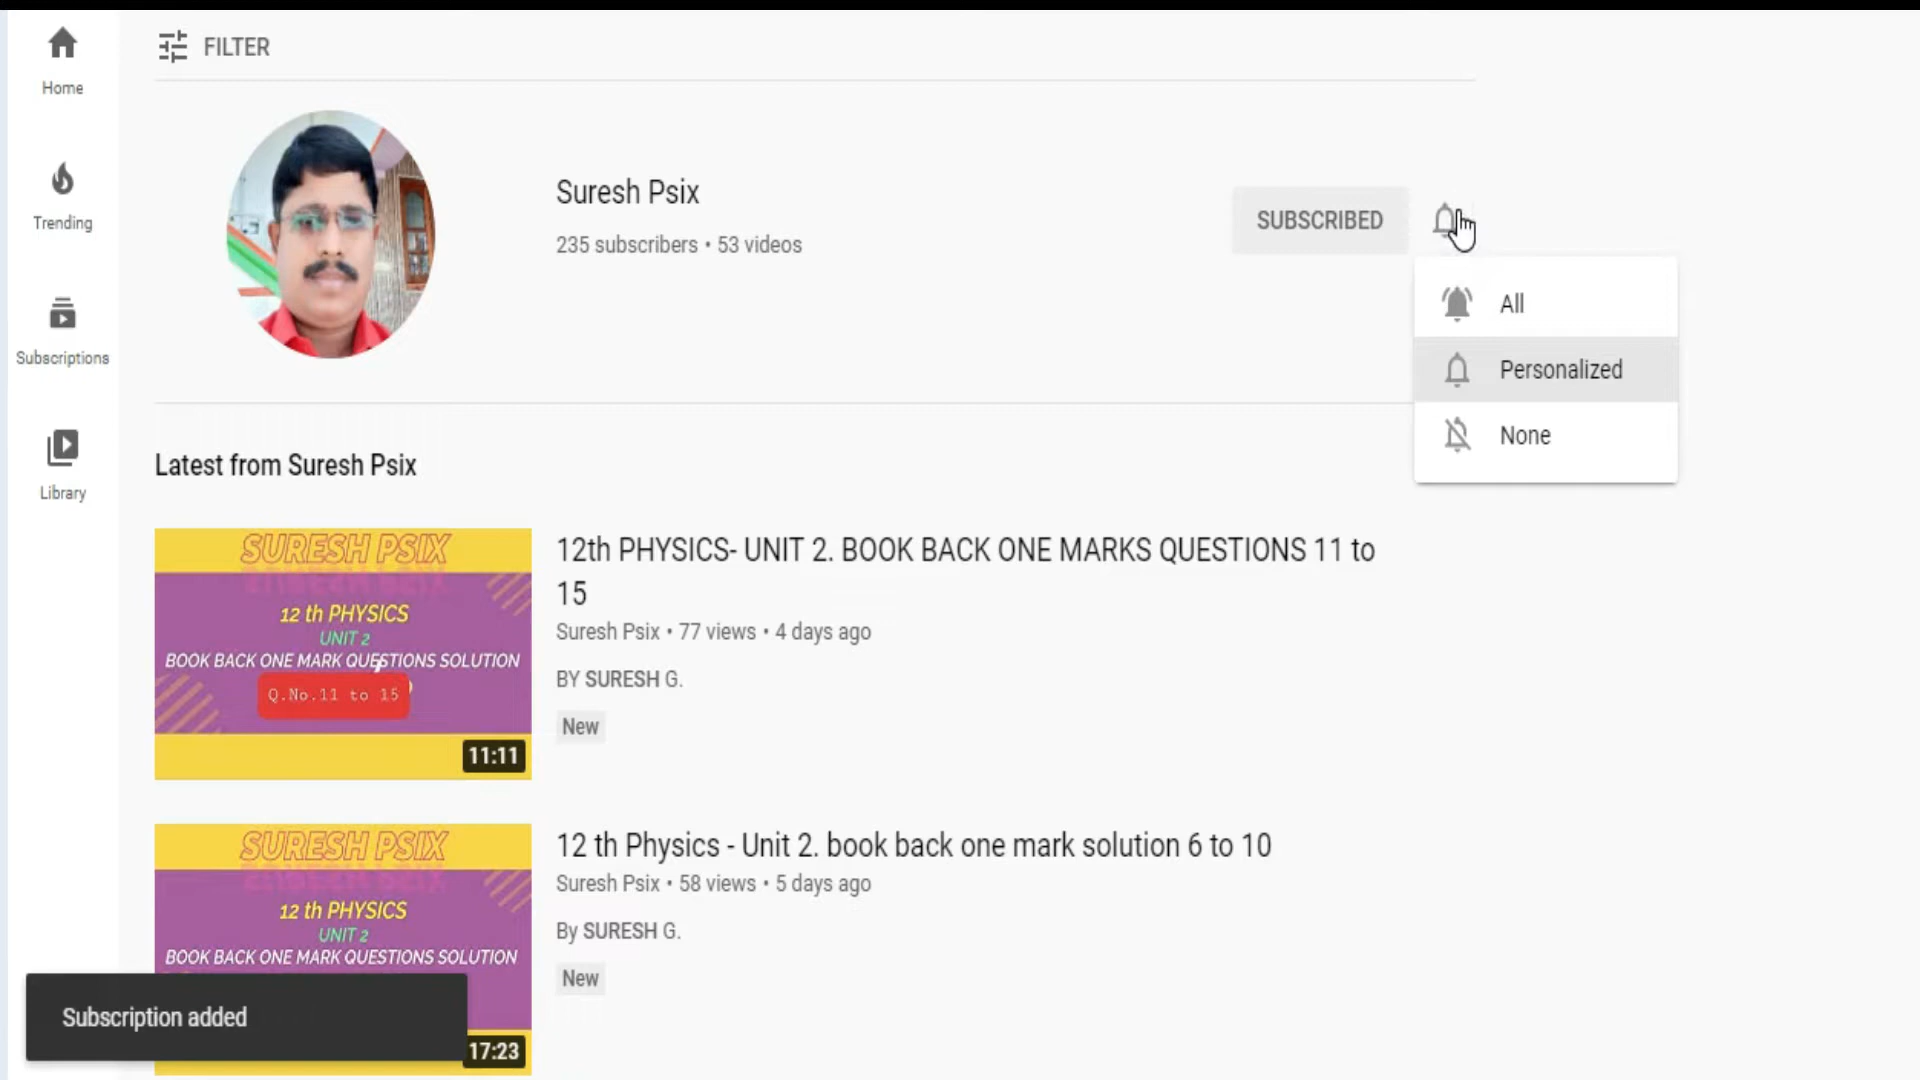 FILTER
Home
Trending
Subscriptions
Library
Suresh Psix
235 subscribers • 53 videos
SUBSCRIBED
All
Personalized
None
Latest from Suresh Psix
SURESH PSIX
12 th PHYSICS
UNIT 2
BOOK BACK ONE MARK QUESTIONS SOLUTION
Q.No.11 to 15
11:11
12th PHYSICS- UNIT 2. BOOK BACK ONE MARKS QUESTIONS 11 to
15
Suresh Psix • 77 views • 4 days ago
BY SURESH G.
New
SURESH PSIX
12 th PHYSICS
UNIT 2
BOOK BACK ONE MARK QUESTIONS SOLUTION
17:23
12 th Physics - Unit 2. book back one mark solution 6 to 10
Suresh Psix • 58 views • 5 days ago
By SURESH G.
New
Subscription added